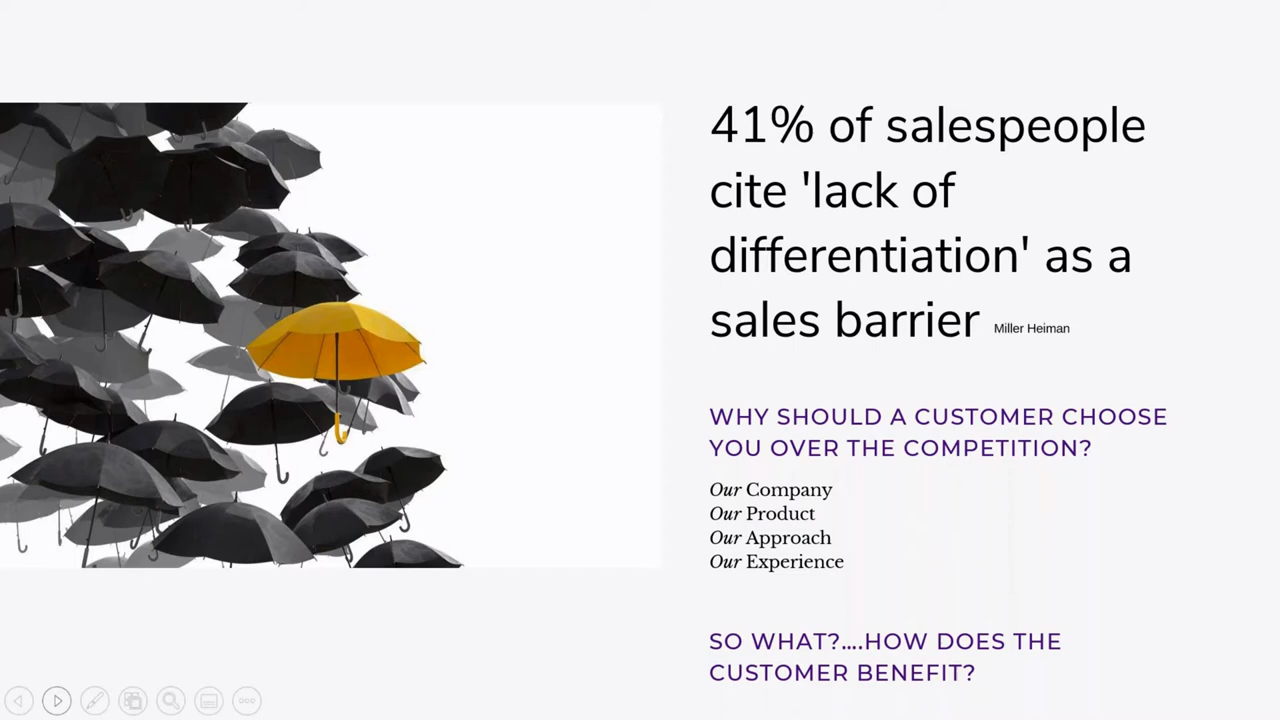 41% of salespeople
cite 'lack of
differentiation' as a
sales barrier Miller Heiman
WHY SHOULD A CUSTOMER CHOOSE
YOU OVER THE COMPETITION?
Our Company
Our Product
Our Approach
Our Experience
SO WHAT?....HOW DOES THE
CUSTOMER BENEFIT?